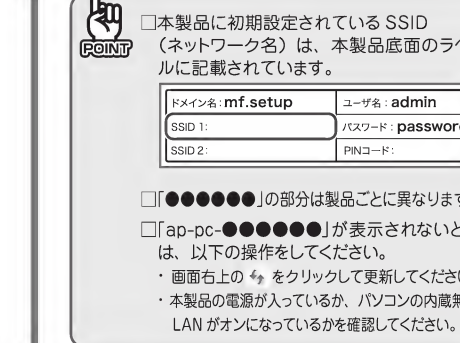 POINT
□本製品に初期設定されている SSID
(ネットワーク名) は、本製品底面のラベ
ルに記載されています。
ドメイン名: mf.setup ユーザ名: admin
SSID 1: パスワード: password
SSID 2: PINコード:
□「●●●●●●」の部分は製品ごとに異なります
□「ap-pc-●●●●●●」が表示されないと
は、以下の操作をしてください。
・ 画面右上の をクリックして更新してくださ
・ 本製品の電源が入っているか、パソコンの内蔵無
LAN がオンになっているかを確認してください。